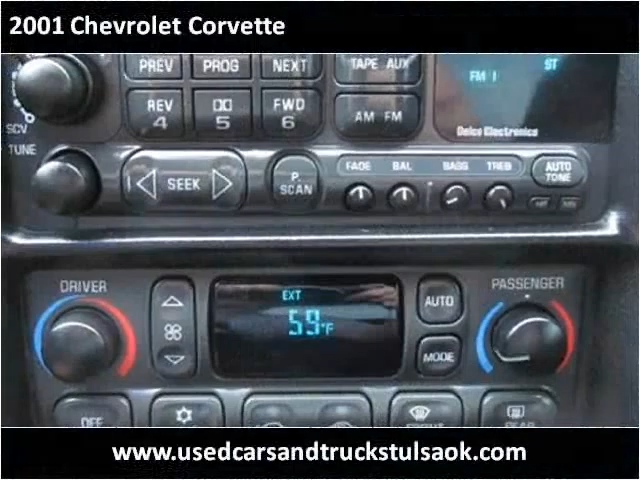 2001 Chevrolet Corvette
PREV PROG NEXT TAPE AUX
FM 1 ST
REV 4 5 FWD 6 AM FM
Delco Electronics
SCV
TUNE
SEEK P. SCAN FADE BAL BASS TREB AUTO TONE
DRIVER PASSENGER
EXT
59°F
AUTO
MODE
OFF FRONT REAR
www.usedcarsandtruckstulsaok.com